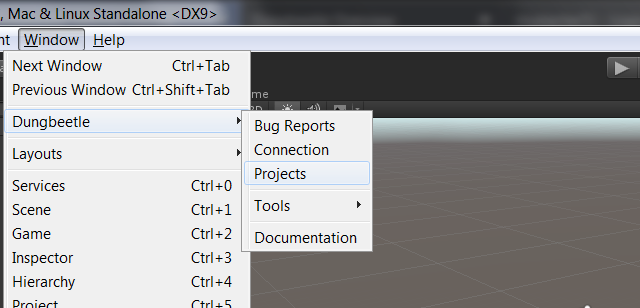 , Mac & Linux Standalone <DX9>
nt Window Help
Next Window Ctrl+Tab
Previous Window Ctrl+Shift+Tab
me
Dungbeetle
Bug Reports
Layouts
Connection
Projects
Services Ctrl+0
Scene Ctrl+1
Tools
Game Ctrl+2
Documentation
Inspector Ctrl+3
Hierarchy Ctrl+4
Project Ctrl+5